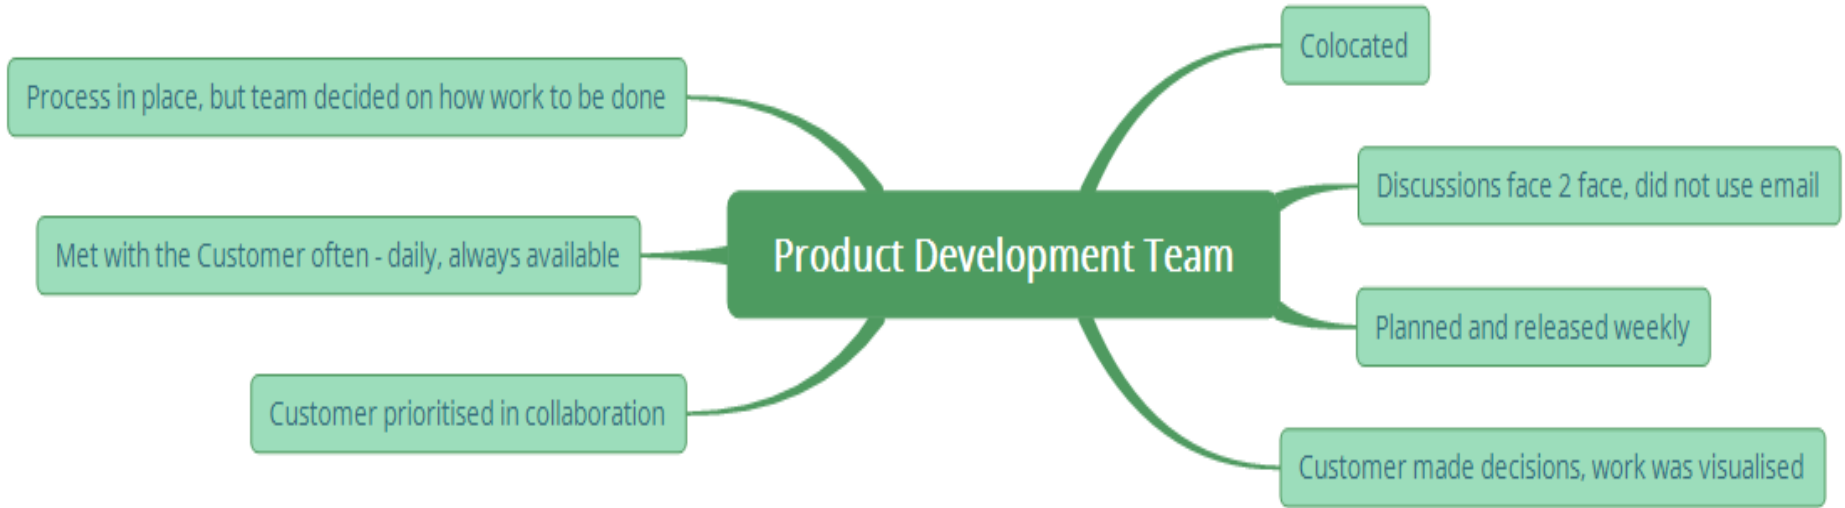 Colocated
Process in place, but team decided on how work to be done
Discussions face 2 face, did not use email
Met with the Customer often - daily, always available
Product Development Team
Planned and released weekly
Customer prioritised in collaboration
Customer made decisions, work was visualised